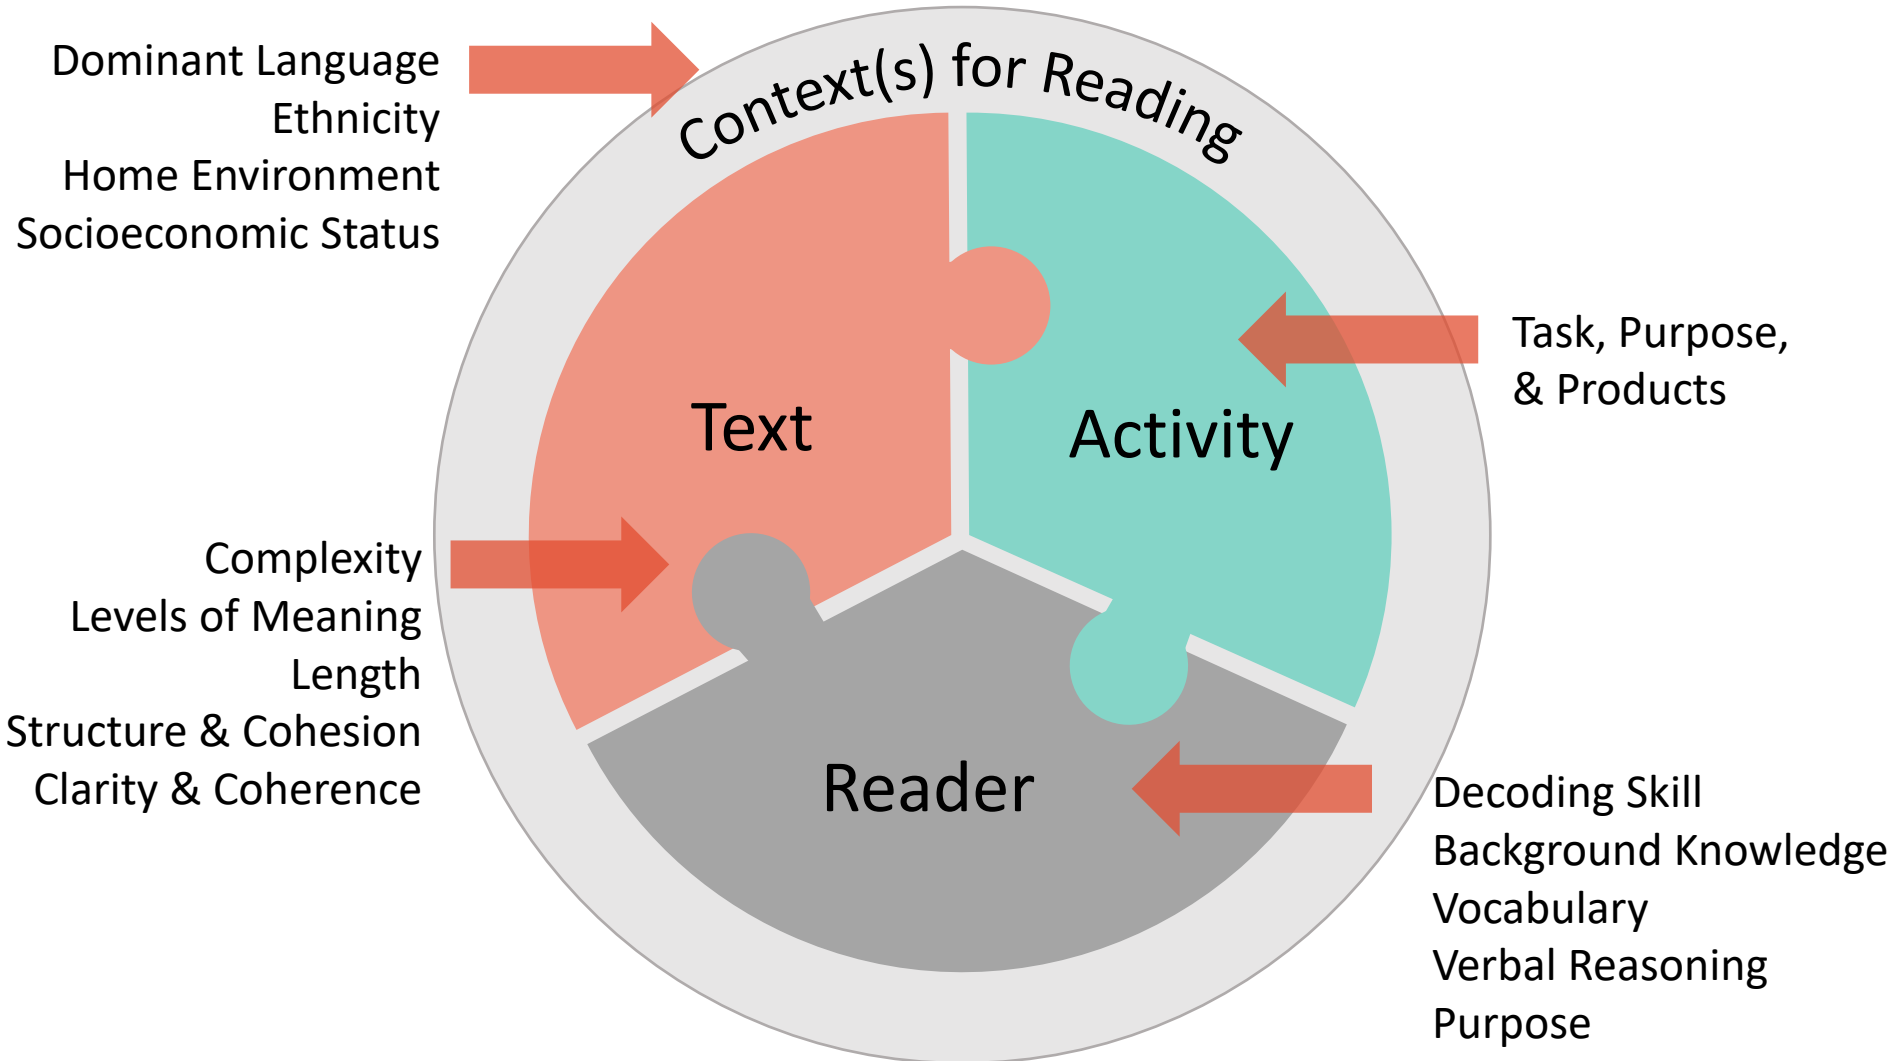 Dominant Language
Ethnicity
Home Environment
Socioeconomic Status
Context(s) for Reading
Task, Purpose,
& Products
Text
Activity
Complexity
Levels of Meaning
Length
Structure & Cohesion
Clarity & Coherence
Reader
Decoding Skill
Background Knowledge
Vocabulary
Verbal Reasoning
Purpose